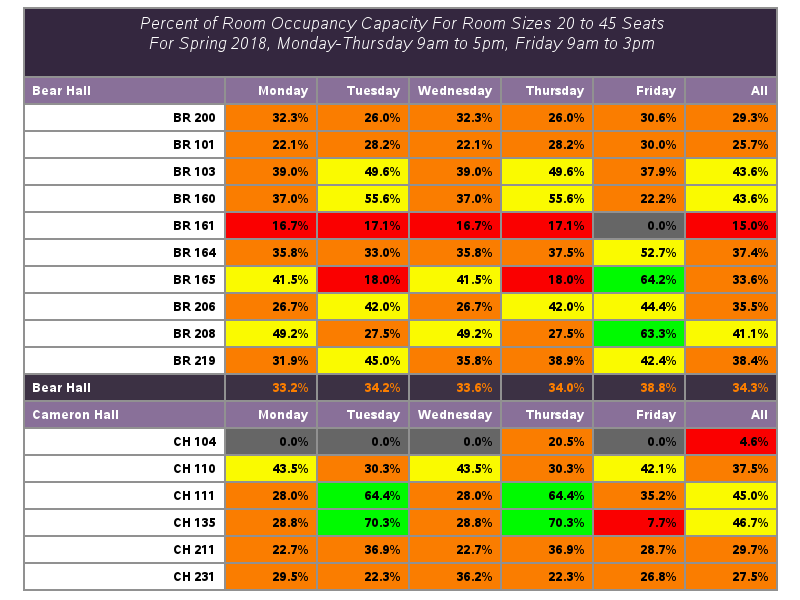 Percent of Room Occupancy Capacity For Room Sizes 20 to 45 Seats
For Spring 2018, Monday-Thursday 9am to 5pm, Friday 9am to 3pm
Bear Hall Monday Tuesday Wednesday Thursday Friday All
BR 200 32.3% 26.0% 32.3% 26.0% 30.6% 29.3%
BR 101 22.1% 28.2% 22.1% 28.2% 30.0% 25.7%
BR 103 39.0% 49.6% 39.0% 49.6% 37.9% 43.6%
BR 160 37.0% 55.6% 37.0% 55.6% 22.2% 43.6%
BR 161 16.7% 17.1% 16.7% 17.1% 0.0% 15.0%
BR 164 35.8% 33.0% 35.8% 37.5% 52.7% 37.4%
BR 165 41.5% 18.0% 41.5% 18.0% 64.2% 33.6%
BR 206 26.7% 42.0% 26.7% 42.0% 44.4% 35.5%
BR 208 49.2% 27.5% 49.2% 27.5% 63.3% 41.1%
BR 219 31.9% 45.0% 35.8% 38.9% 42.4% 38.4%
Bear Hall 33.2% 34.2% 33.6% 34.0% 38.8% 34.3%
Cameron Hall Monday Tuesday Wednesday Thursday Friday All
CH 104 0.0% 0.0% 0.0% 20.5% 0.0% 4.6%
CH 110 43.5% 30.3% 43.5% 30.3% 42.1% 37.5%
CH 111 28.0% 64.4% 28.0% 64.4% 35.2% 45.0%
CH 135 28.8% 70.3% 28.8% 70.3% 7.7% 46.7%
CH 211 22.7% 36.9% 22.7% 36.9% 28.7% 29.7%
CH 231 29.5% 22.3% 36.2% 22.3% 26.8% 27.5%